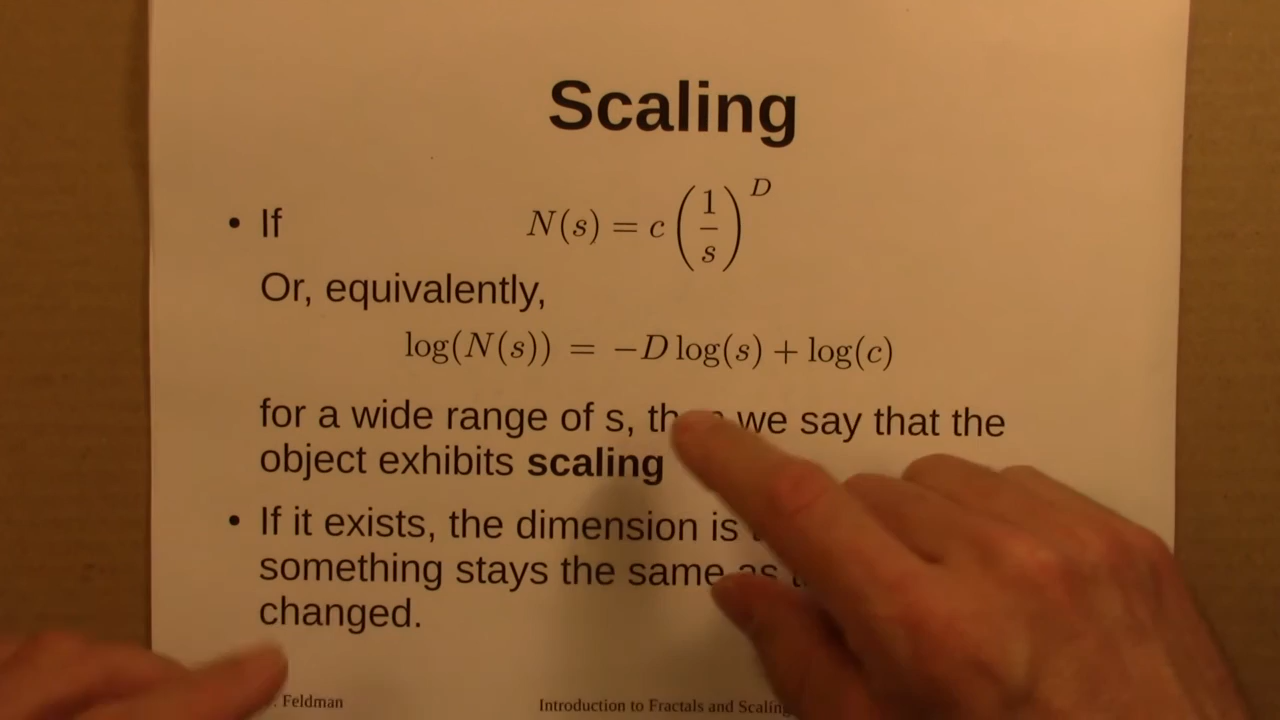 Scaling
• If N(s) = c (1/s)^D
Or, equivalently,
log(N(s)) = −D log(s) + log(c)
for a wide range of s, we say that the
object exhibits scaling
• If it exists, the dimension is
something stays the same as
changed.
. Feldman
Introduction to Fractals and Scaling